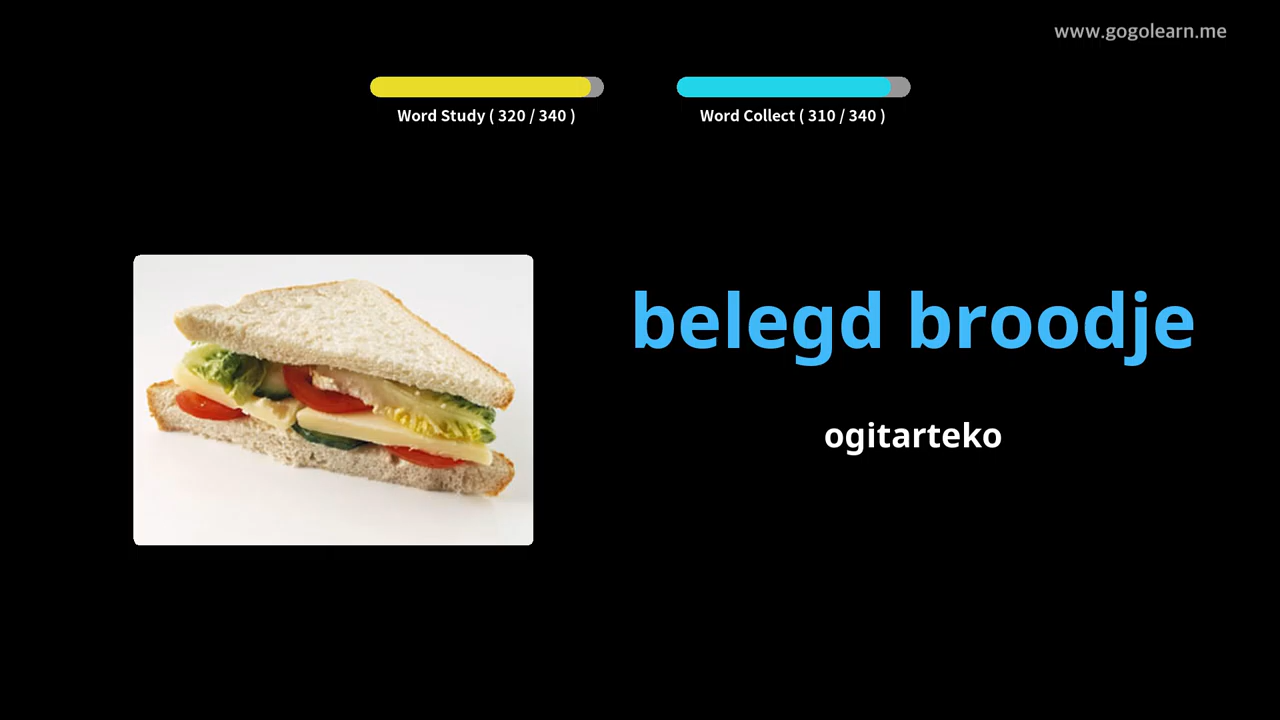 www.gogolearn.me
Word Study ( 320 / 340 )
Word Collect ( 310 / 340 )
belegd broodje
ogitarteko